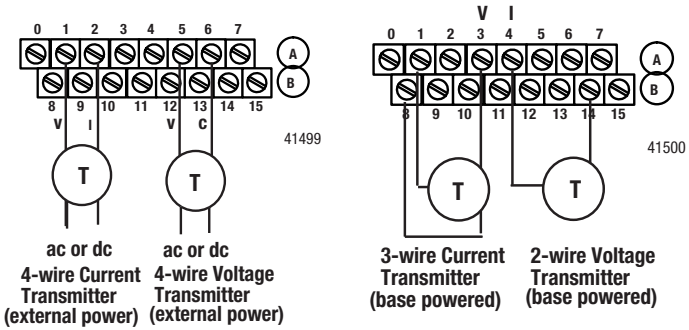 V I
0 1 2 3 4 5 6 7
A
B
8 9 10 11 12 13 14 15
V I V C
41499
T T
ac or dc ac or dc
4-wire Current Transmitter (external power)
4-wire Voltage Transmitter (external power)
0 1 2 3 4 5 6 7
A
B
8 9 10 11 12 13 14 15
41500
T T
3-wire Current Transmitter (base powered)
2-wire Voltage Transmitter (base powered)